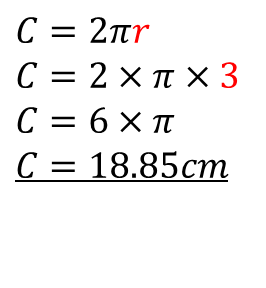 C = 2πr
C = 2 × π × 3
C = 6 × π
C = 18.85cm